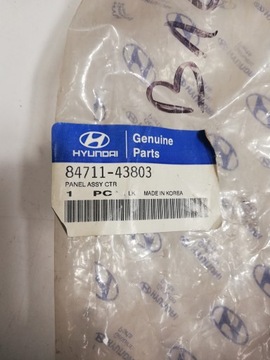 HYUNDAI
Genuine
Parts
84711-43803
PANEL ASSY CTR
1 PC MADE IN KOREA